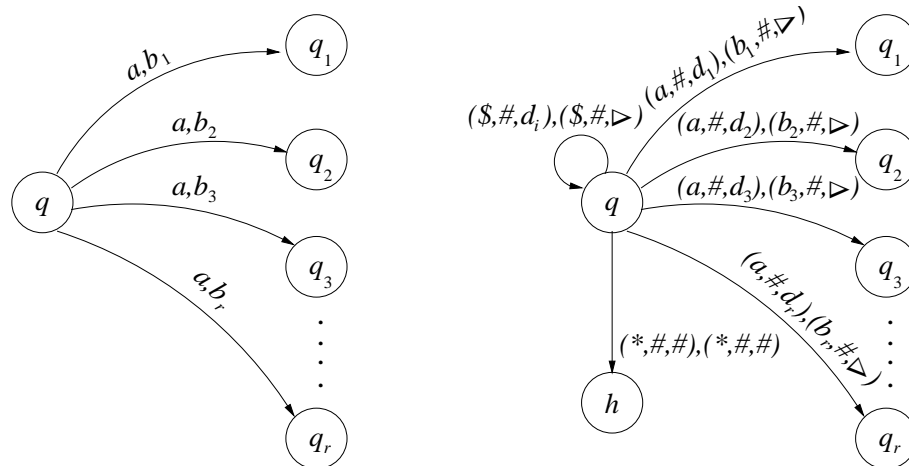 q
a,b₁
q₁
a,b₂
q₂
a,b₃
q₃
a,bᵣ
qᵣ
($,#,dᵢ),($,#,▷)
q
(a,#,d₁),(b₁,#,▷)
q₁
(a,#,d₂),(b₂,#,▷)
q₂
(a,#,d₃),(b₃,#,▷)
q₃
(a,#,dᵣ),(bᵣ,#,▷)
qᵣ
(*,#,#),(*,#,#)
h